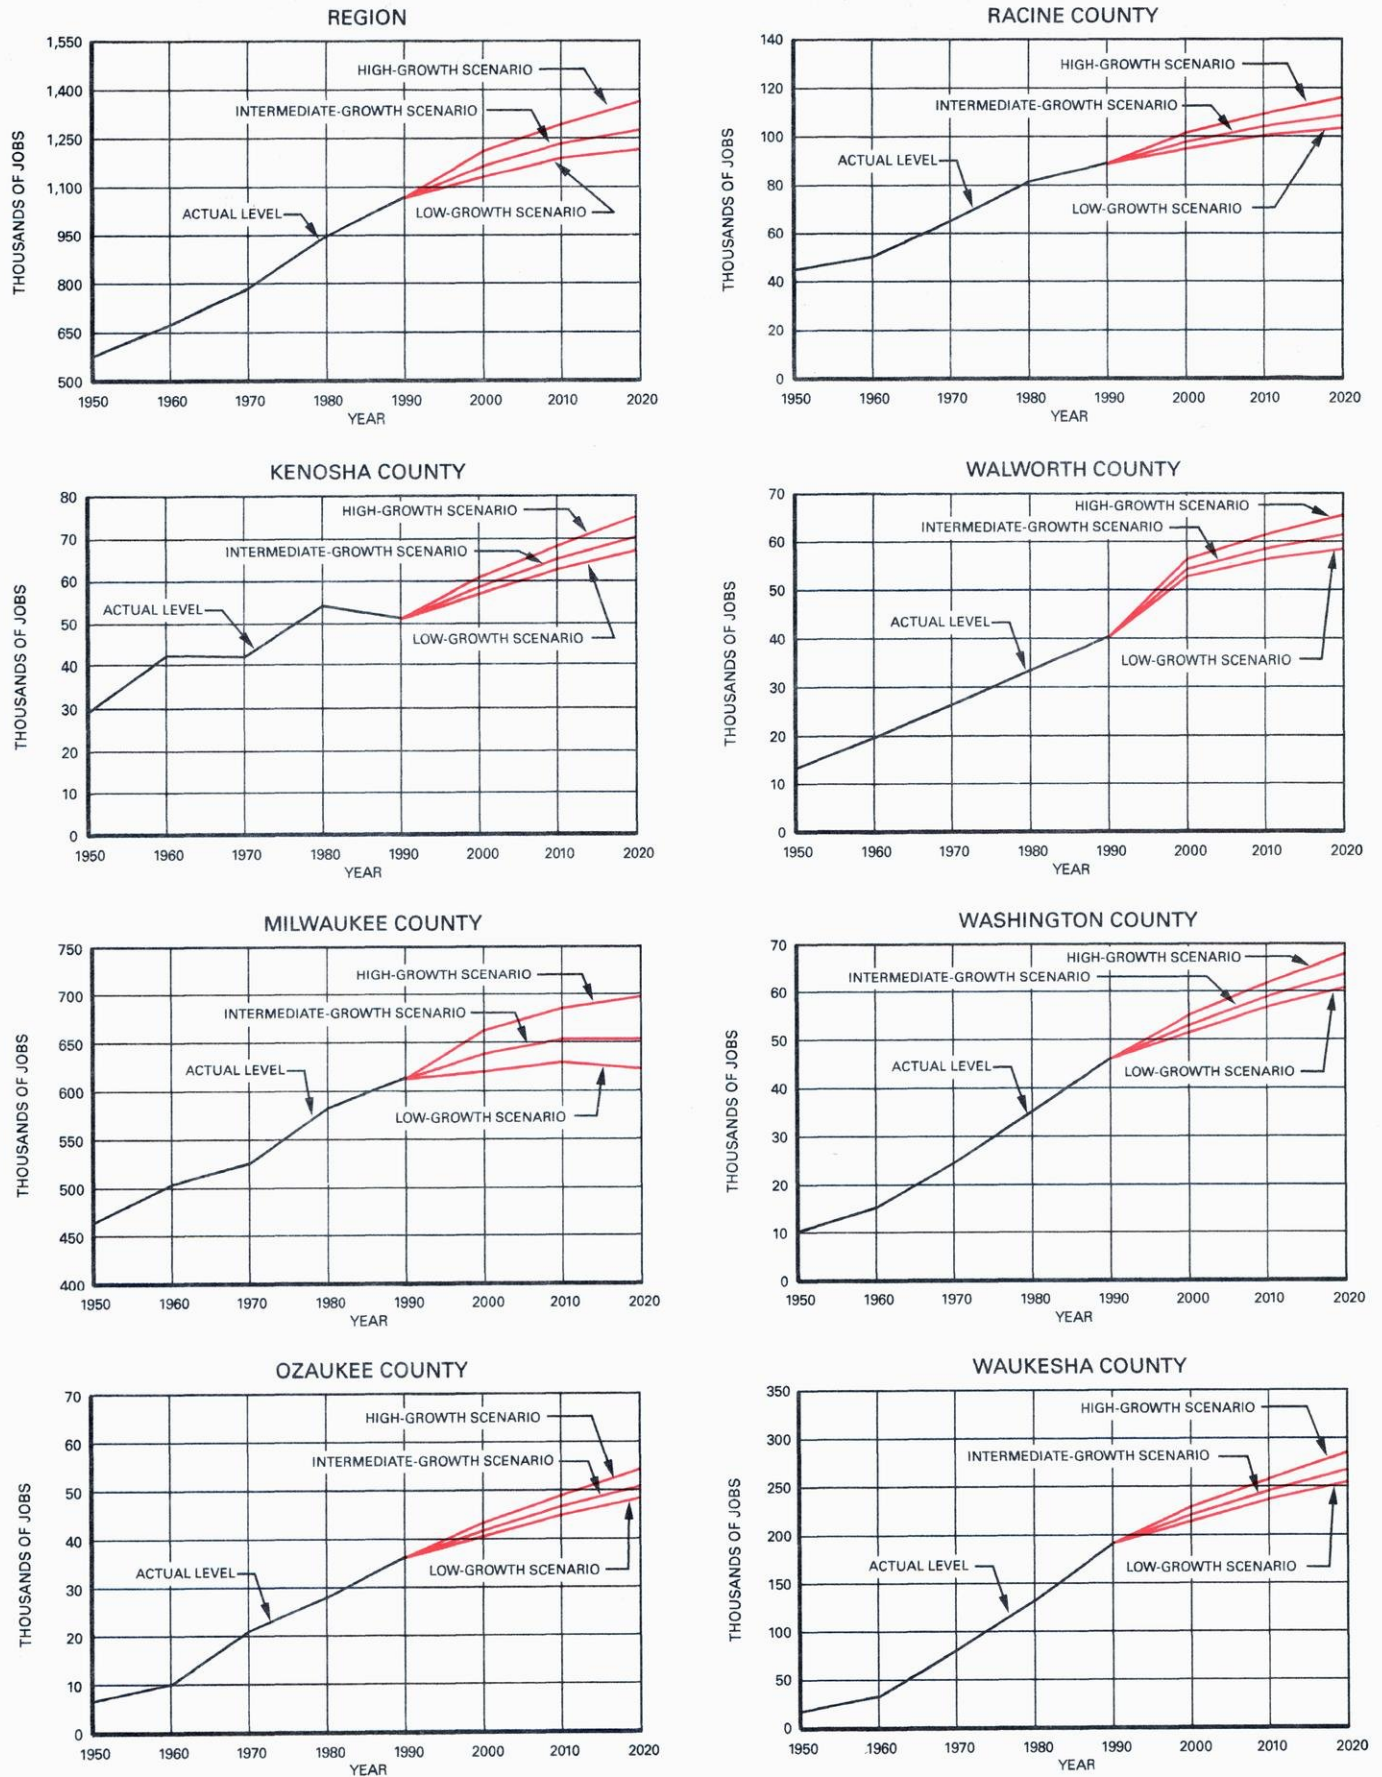 REGION
1,550
1,400
1,250
1,100
950
800
650
500
THOUSANDS OF JOBS
HIGH-GROWTH SCENARIO
INTERMEDIATE-GROWTH SCENARIO
ACTUAL LEVEL
LOW-GROWTH SCENARIO
1950 1960 1970 1980 1990 2000 2010 2020
YEAR
RACINE COUNTY
140
120
100
80
60
40
20
0
THOUSANDS OF JOBS
HIGH-GROWTH SCENARIO
INTERMEDIATE-GROWTH SCENARIO
ACTUAL LEVEL
LOW-GROWTH SCENARIO
1950 1960 1970 1980 1990 2000 2010 2020
YEAR
KENOSHA COUNTY
80
70
60
50
40
30
20
10
0
THOUSANDS OF JOBS
HIGH-GROWTH SCENARIO
INTERMEDIATE-GROWTH SCENARIO
ACTUAL LEVEL
LOW-GROWTH SCENARIO
1950 1960 1970 1980 1990 2000 2010 2020
YEAR
WALWORTH COUNTY
70
60
50
40
30
20
10
0
THOUSANDS OF JOBS
HIGH-GROWTH SCENARIO
INTERMEDIATE-GROWTH SCENARIO
ACTUAL LEVEL
LOW-GROWTH SCENARIO
1950 1960 1970 1980 1990 2000 2010 2020
YEAR
MILWAUKEE COUNTY
750
700
650
600
550
500
450
400
THOUSANDS OF JOBS
HIGH-GROWTH SCENARIO
INTERMEDIATE-GROWTH SCENARIO
ACTUAL LEVEL
LOW-GROWTH SCENARIO
1950 1960 1970 1980 1990 2000 2010 2020
YEAR
WASHINGTON COUNTY
70
60
50
40
30
20
10
0
THOUSANDS OF JOBS
HIGH-GROWTH SCENARIO
INTERMEDIATE-GROWTH SCENARIO
ACTUAL LEVEL
LOW-GROWTH SCENARIO
1950 1960 1970 1980 1990 2000 2010 2020
YEAR
OZAUKEE COUNTY
70
60
50
40
30
20
10
0
THOUSANDS OF JOBS
HIGH-GROWTH SCENARIO
INTERMEDIATE-GROWTH SCENARIO
ACTUAL LEVEL
LOW-GROWTH SCENARIO
1950 1960 1970 1980 1990 2000 2010 2020
YEAR
WAUKESHA COUNTY
350
300
250
200
150
100
50
0
THOUSANDS OF JOBS
HIGH-GROWTH SCENARIO
INTERMEDIATE-GROWTH SCENARIO
ACTUAL LEVEL
LOW-GROWTH SCENARIO
1950 1960 1970 1980 1990 2000 2010 2020
YEAR